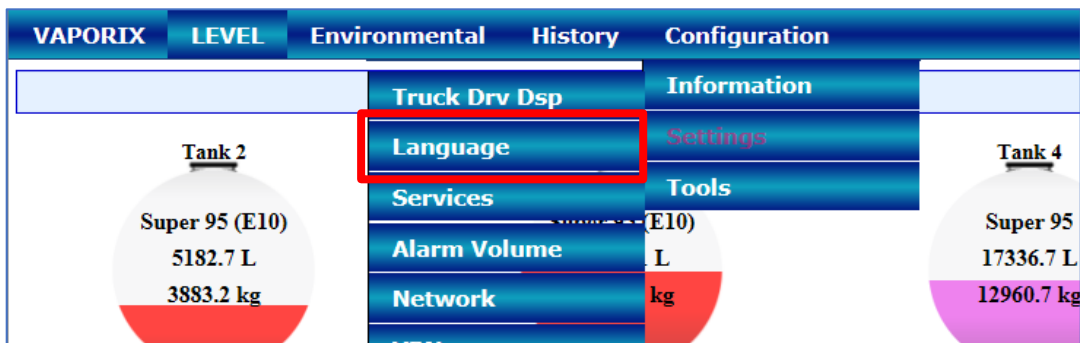 VAPORIX LEVEL Environmental History Configuration
Truck Drv Dsp
Language
Services
Alarm Volume
Network
Information
Settings
Tools
Tank 2
Super 95 (E10)
5182.7 L
3883.2 kg
(E10)
L
kg
Tank 4
Super 95
17336.7 L
12960.7 kg